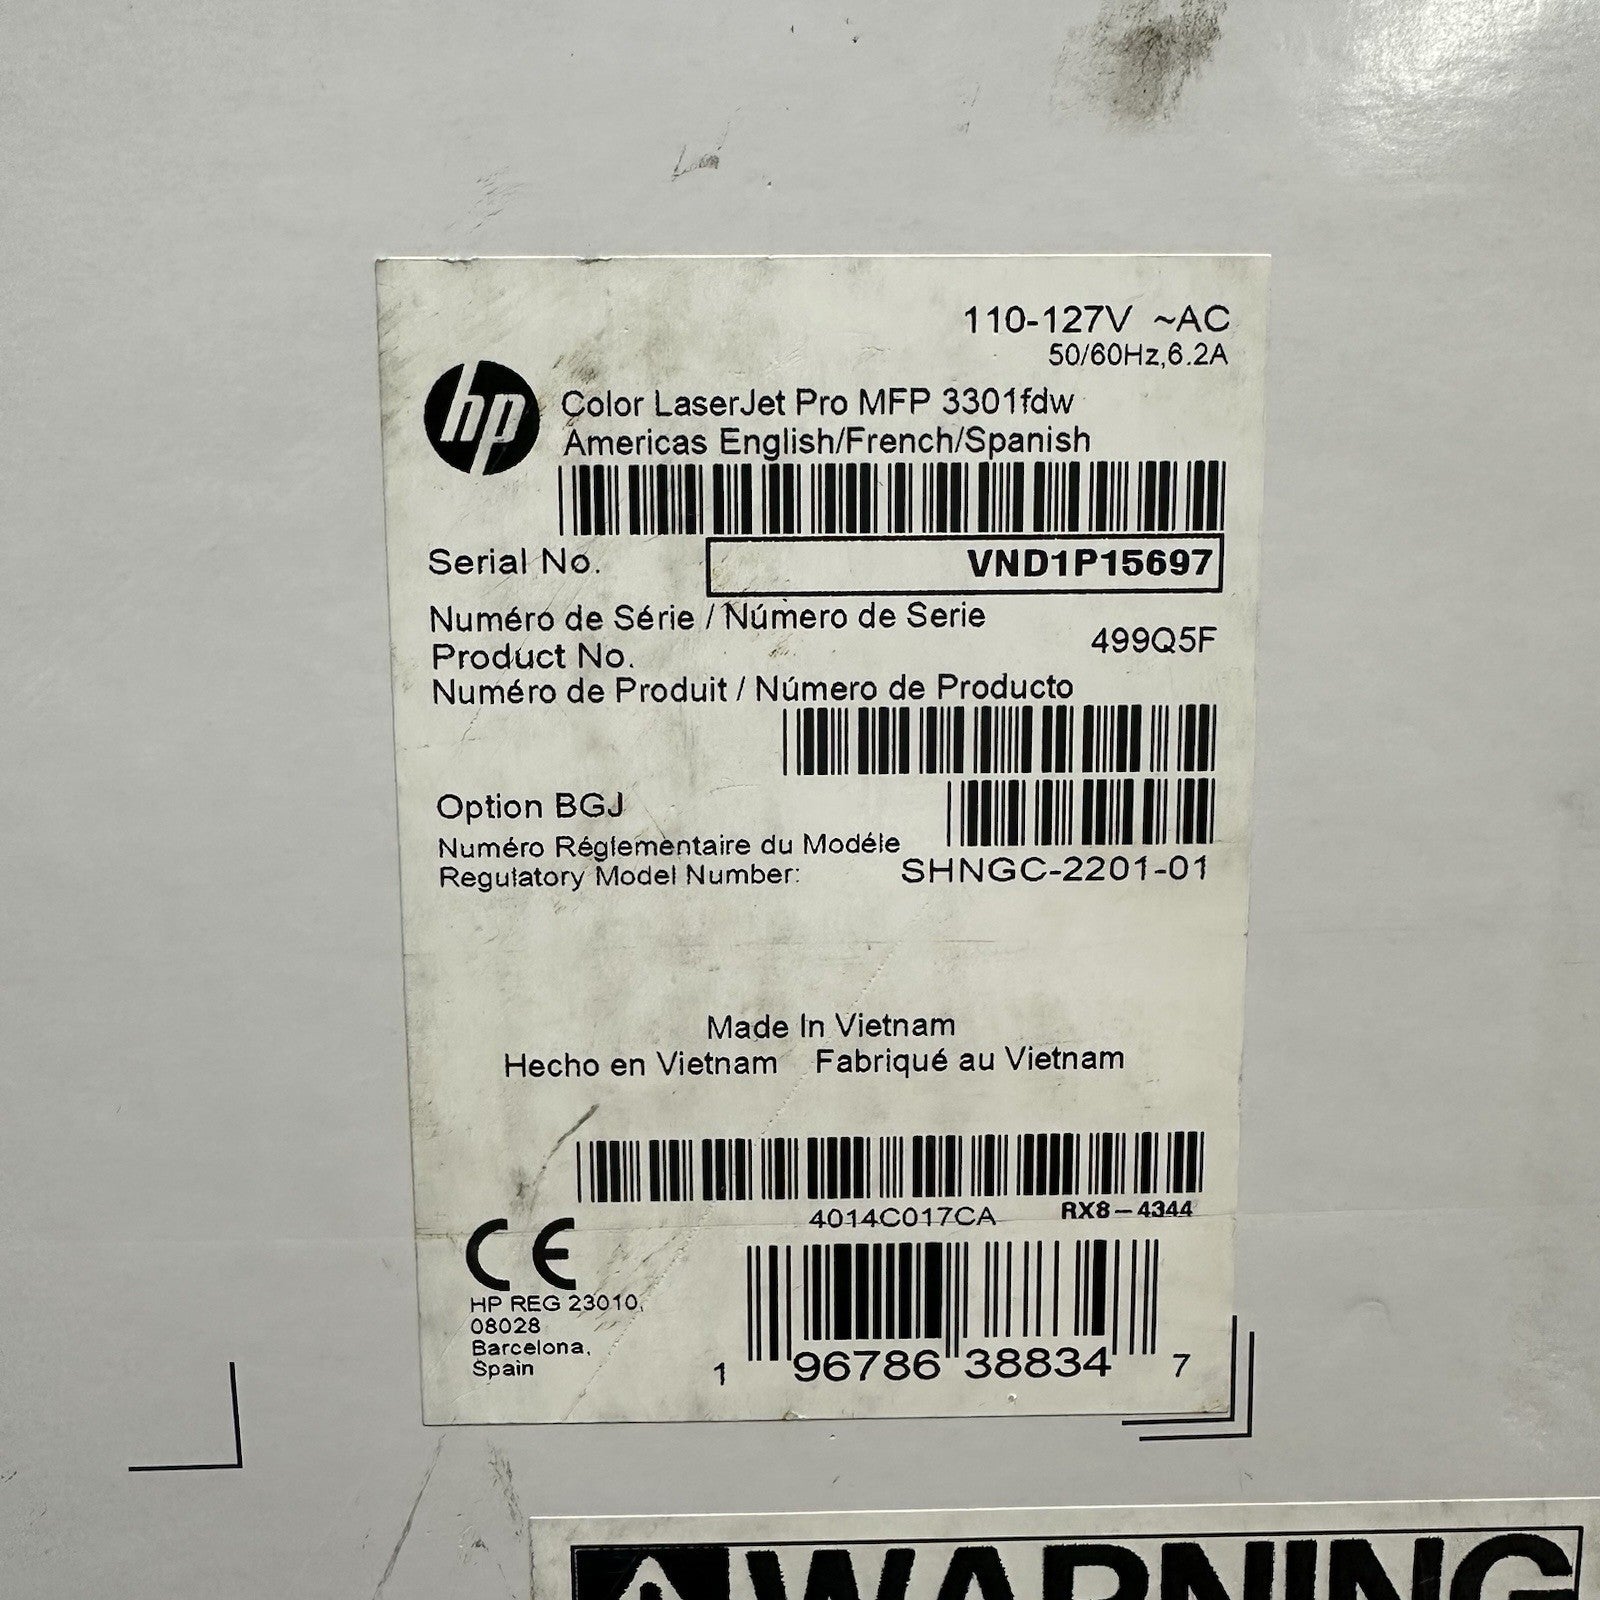 110-127V ~AC
50/60Hz,6.2A
hp
Color LaserJet Pro MFP 3301fdw
Americas English/French/Spanish
Serial No. VND1P15697
Numéro de Série / Número de Serie
499Q5F
Product No.
Numéro de Produit / Número de Producto
Option BGJ
Numéro Réglementaire du Modéle
Regulatory Model Number: SHNGC-2201-01
Made In Vietnam
Hecho en Vietnam Fabriqué au Vietnam
4014C017CA RX8-4344
CE
HP REG 23010,
08028
Barcelona,
Spain
1 96786 38834 7
WARNING